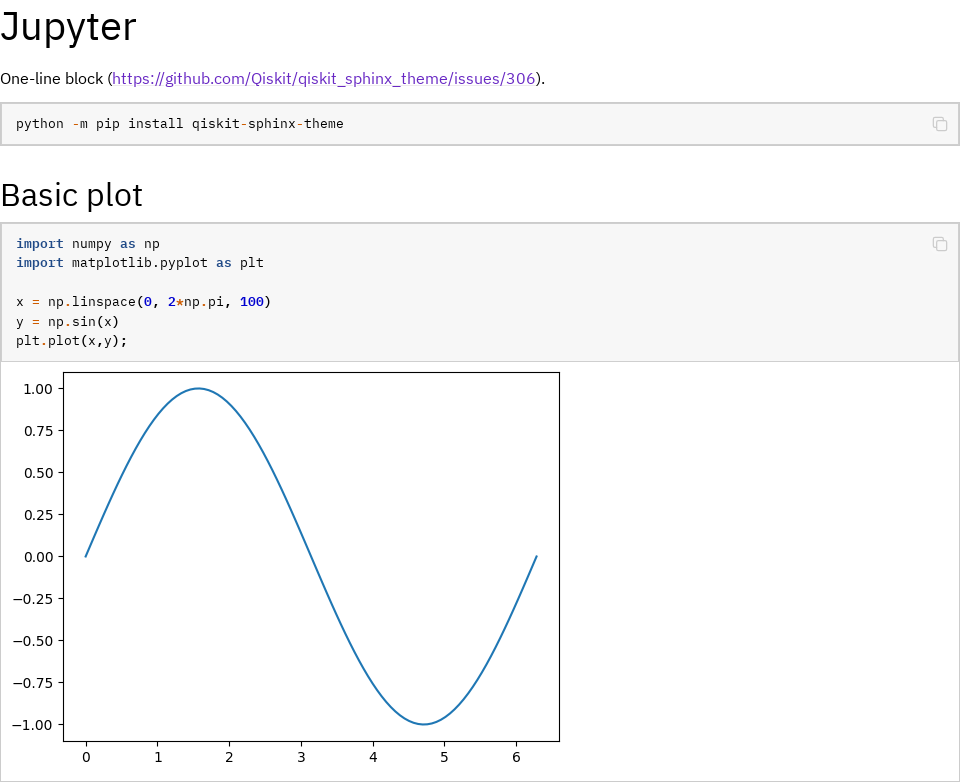 Jupyter
One-line block (https://github.com/Qiskit/qiskit_sphinx_theme/issues/306).
python -m pip install qiskit-sphinx-theme
Basic plot
import numpy as np
import matplotlib.pyplot as plt
x = np.linspace(0, 2*np.pi, 100)
y = np.sin(x)
plt.plot(x,y);
1.00
0.75
0.50
0.25
0.00
−0.25
−0.50
−0.75
−1.00
0 1 2 3 4 5 6